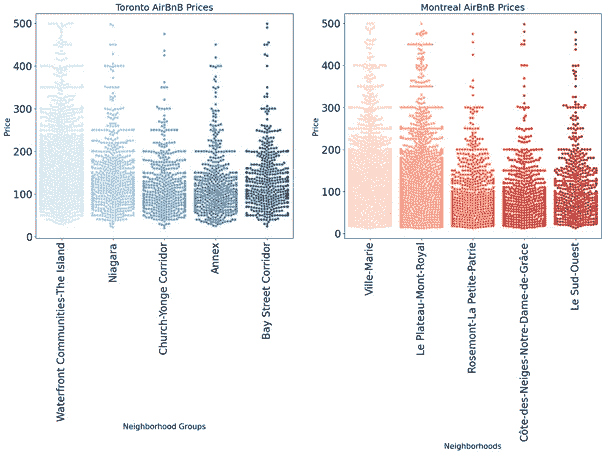 Toronto AirBnB Prices
500
400
300
200
100
0
Price
Waterfront Communities-The Island
Niagara
Church-Yonge Corridor
Annex
Bay Street Corridor
Neighborhood Groups
Montreal AirBnB Prices
500
400
300
200
100
0
Price
Ville-Marie
Le Plateau-Mont-Royal
Rosemont-La Petite-Patrie
Côte-des-Neiges-Notre-Dame-de-Grâce
Le Sud-Ouest
Neighborhoods